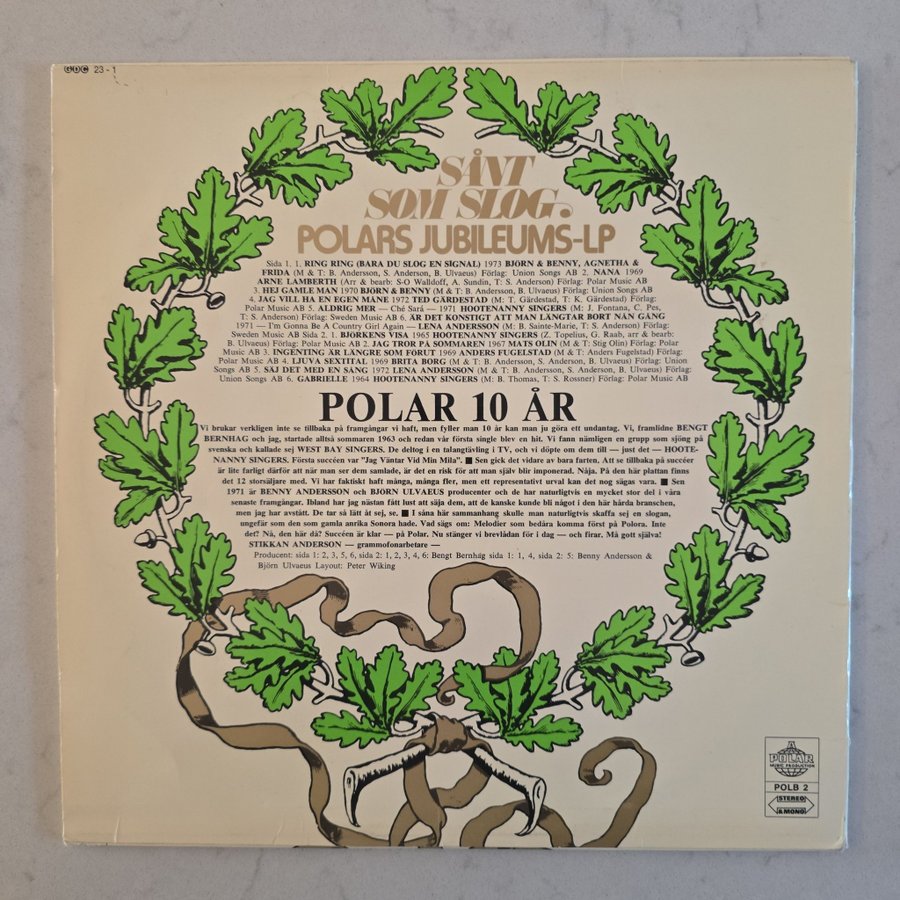 CDC 23 - 1
SÅNT
SOM SLOG.
POLARS JUBILEUMS-LP
Side 1. 1. RING RING (BARA DU SLOG EN SIGNAL) 1973 BJÖRN & BENNY, AGNETHA &
FRIDA (M & T: B. Andersson, S. Anderson, B. Ulvaeus) Förlag: Union Songs AB 2. NANA 1969
ARNE LAMBERTH (Arr & bearb: S-O Walldoff, A. Sundin, T: S. Anderson) Förlag: Polar Music AB
3. HEJ GAMLE MAN 1970 BJÖRN & BENNY (M & T: B. Andersson, B. Ulvaeus) Förlag: Union Songs AB
4. JAG VILL HA EN EGEN MÅNE 1972 TED GÄRDESTAD (M: T. Gärdestad, T: K. Gärdestad) Förlag:
Polar Music AB 5. ALDRIG MER — Ché Sará — 1971 HOOTENANNY SINGERS (M: J. Fontana, C. Pes,
T: S. Anderson) Förlag: Sweden Music AB 6. ÄR DET KONSTIGT ATT MAN LÄNGTAR BORT NÅN GÅNG
1971 — I'm Gonna Be A Country Girl Again — LENA ANDERSSON (M: B. Sainte-Marie, T: S. Anderson) Förlag:
Sweden Music AB Sida 2. 1. BJÖRKENS VISA 1965 HOOTENANNY SINGERS (Z. Topelius, G. Raab, arr & bearb:
B. Ulvaeus) Förlag: Polar Music AB 2. JAG TROR PÅ SOMMAREN 1967 MATS OLIN (M & T: Stig Olin) Förlag: Polar
Music AB 3. INGENTING ÄR LÄNGRE SOM FÖRUT 1969 ANDERS FUGELSTAD (M & T: Anders Fugelstad) Förlag:
Polar Music AB 4. LJUVA SEXTITAL 1969 BRITA BORG (M & T: B. Andersson, S. Anderson, B. Ulvaeus) Förlag: Union
Songs AB 5. SÄJ DET MED EN SÅNG 1972 LENA ANDERSSON (M & T: B. Andersson, S. Anderson, B. Ulvaeus) Förlag:
Union Songs AB 6. GABRIELLE 1964 HOOTENANNY SINGERS (M: B. Thomas, T: S. Rossner) Förlag: Polar Music AB
POLAR 10 ÅR
Vi brukar verkligen inte se tillbaka på framgångar vi haft, men fyller man 10 år kan man ju göra ett undantag. Vi, framlidne BENGT
BERNHAG och jag, startade alltså sommaren 1963 och redan vår första single blev en hit. Vi fann nämligen en grupp som sjöng på
svenska och kallade sej WEST BAY SINGERS. De deltog i en talangtävling i TV, och vi döpte om dem till — just det — HOOTE-
NANNY SINGERS. Första succéen var "Jag Väntar Vid Min Mila". ■ Sen gick det vidare av bara farten. Att se tillbaka på succéer
är lite farligt därför att när man ser dem samlade, är det en risk för att man själv blir imponerad. Nåja. På den här plattan finns
det 12 storsäljare med. Vi har faktiskt haft många, många fler, men ett representativt urval kan det nog sägas vara. ■ Sen
1971 är BENNY ANDERSSON och BJÖRN ULVAEUS producenter och de har naturligtvis en mycket stor del i våra
senaste framgångar. Ibland har jag nästan fått lust att säja dem, att de kanske kunde bli något i den här hårda branschen,
men jag har avstått. De tar så lätt åt sej, se. ■ I såna här sammanhang skulle man naturligtvis skaffa sej en slogan,
ungefär som den som gamla anrika Sonora hade. Vad sägs om: Melodier som bedåra komma först på Polora. Inte
det? Nä, den här då? Succéen är klar — på Polar. Nu stänger vi brevlådan för i dag — och firar. Må gott själva!
STIKKAN ANDERSON — grammofonarbetare —
Producent: sida 1: 2, 3, 5, 6, sida 2: 1, 2, 3, 4, 6: Bengt Bernhäg sida 1: 1, 4, sida 2: 5: Benny Andersson &
Björn Ulvaeus Layout: Peter Wiking
A
POLAR
MUSIC PRODUCTION
POLB 2
STEREO
& MONO